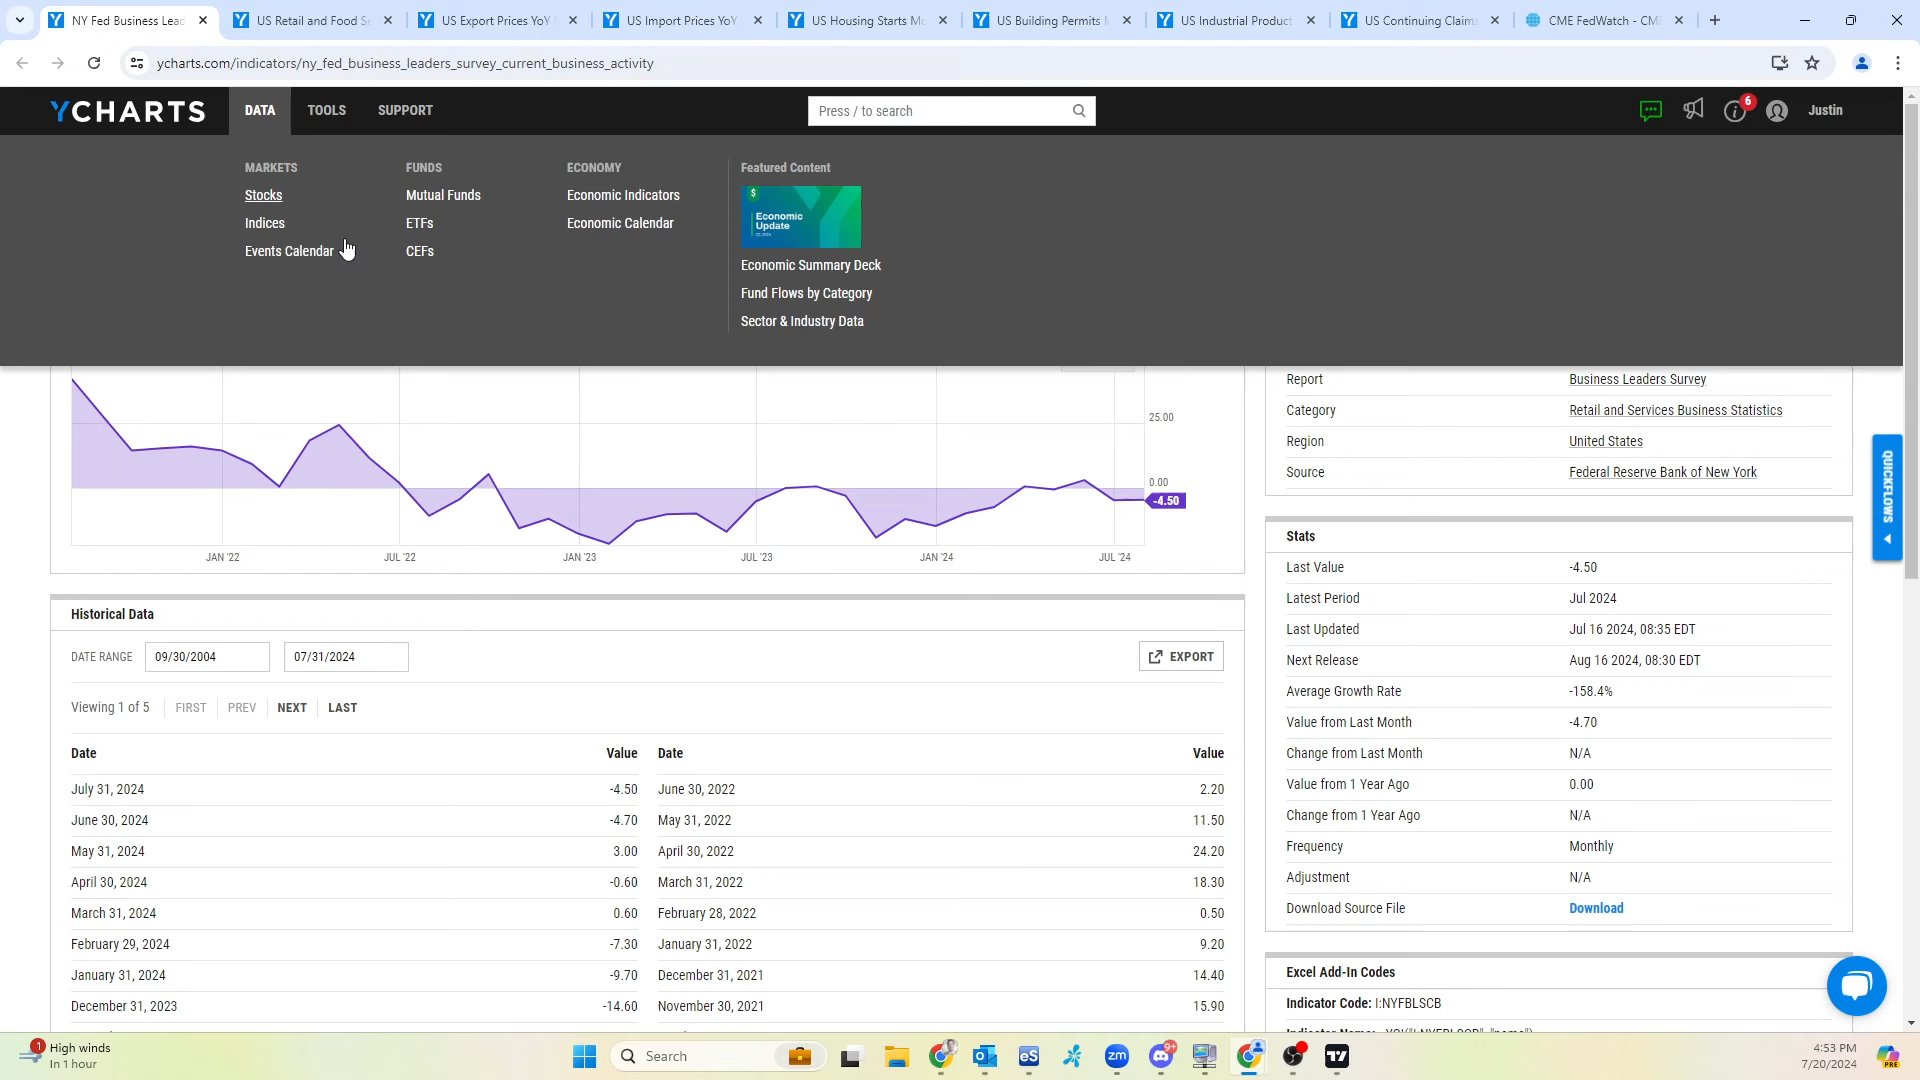 NY Fed Business Lead
US Retail and Food Se
US Export Prices YoY
US Import Prices YoY
US Housing Starts Mo
US Building Permits M
US Industrial Product
US Continuing Claims
CME FedWatch - CME
ycharts.com/indicators/ny_fed_business_leaders_survey_current_business_activity
YCHARTS
DATA
TOOLS
SUPPORT
Press / to search
6
Justin
MARKETS
Stocks
Indices
Events Calendar
FUNDS
Mutual Funds
ETFs
CEFs
ECONOMY
Economic Indicators
Economic Calendar
Featured Content
$
Economic
Update
Economic Summary Deck
Fund Flows by Category
Sector & Industry Data
25.00
0.00
-4.50
JAN '22
JUL '22
JAN '23
JUL '23
JAN '24
JUL '24
Report Business Leaders Survey
Category Retail and Services Business Statistics
Region United States
Source Federal Reserve Bank of New York
QUICKFLOWS
Stats
Last Value -4.50
Latest Period Jul 2024
Last Updated Jul 16 2024, 08:35 EDT
Next Release Aug 16 2024, 08:30 EDT
Average Growth Rate -158.4%
Value from Last Month -4.70
Change from Last Month N/A
Value from 1 Year Ago 0.00
Change from 1 Year Ago N/A
Frequency Monthly
Adjustment N/A
Download Source File Download
Historical Data
DATE RANGE 09/30/2004 07/31/2024
EXPORT
Viewing 1 of 5 FIRST PREV NEXT LAST
Date Value Date Value
July 31, 2024 -4.50 June 30, 2022 2.20
June 30, 2024 -4.70 May 31, 2022 11.50
May 31, 2024 3.00 April 30, 2022 24.20
April 30, 2024 -0.60 March 31, 2022 18.30
March 31, 2024 0.60 February 28, 2022 0.50
February 29, 2024 -7.30 January 31, 2022 9.20
January 31, 2024 -9.70 December 31, 2021 14.40
December 31, 2023 -14.60 November 30, 2021 15.90
Excel Add-In Codes
Indicator Code: I:NYFBLSCB
1
High winds
In 1 hour
Search
eS
zm
9+
4:53 PM
7/20/2024
PRE